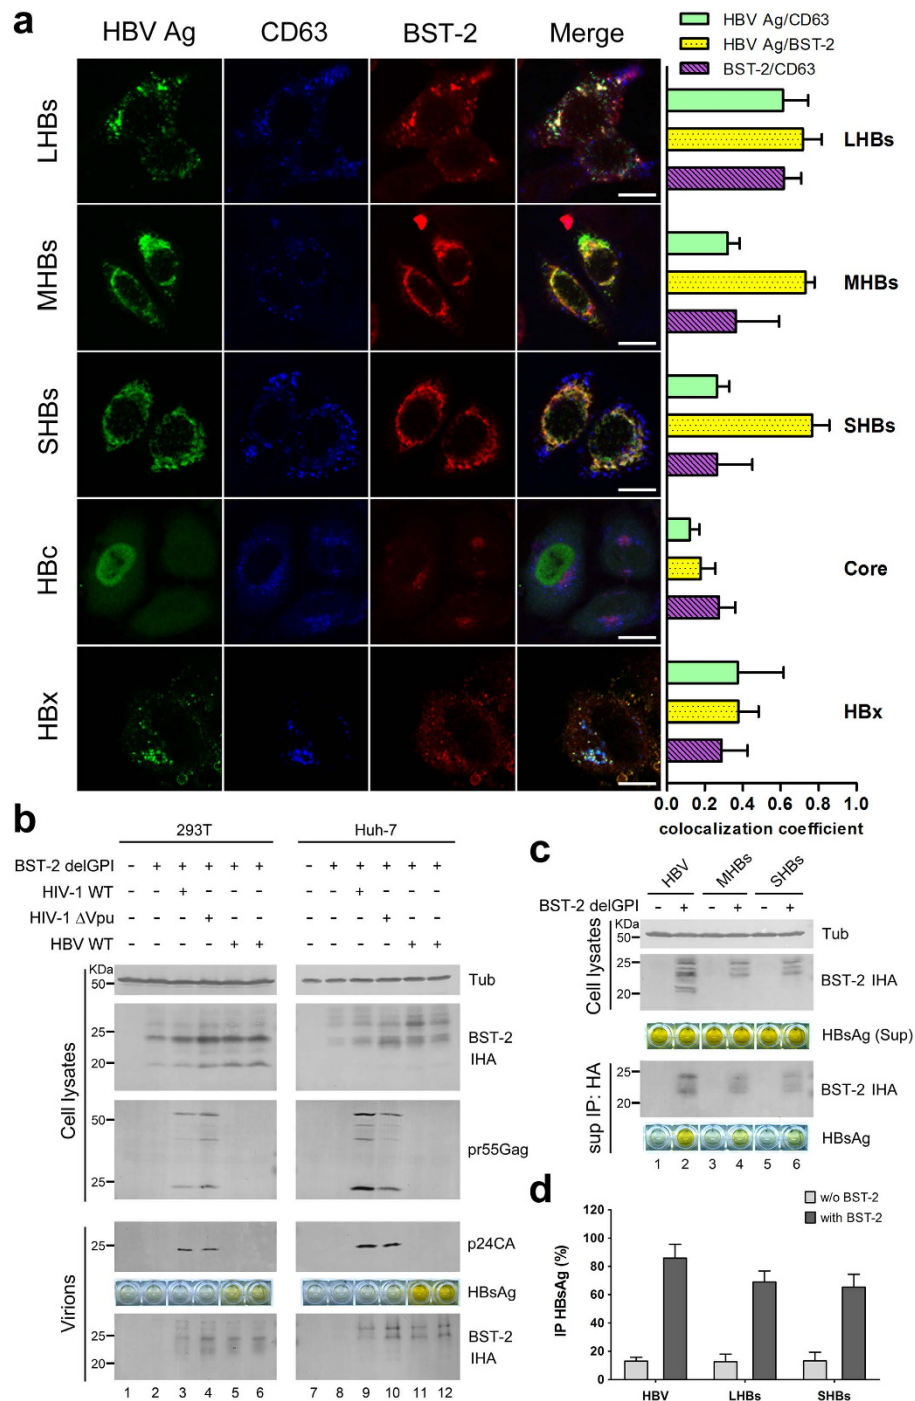 a
HBV Ag CD63 BST-2 Merge
HBV Ag/CD63
HBV Ag/BST-2
BST-2/CD63
LHBs
LHBs
MHBs
MHBs
SHBs
SHBs
HBc
Core
HBx
HBx
0.0 0.2 0.4 0.6 0.8 1.0
colocalization coefficient
b
293T Huh-7
BST-2 delGPI - + + + + + - + + + + +
HIV-1 WT + +
HIV-1 ΔVpu + +
HBV WT + + + +
KDa
50
Tub
25
20
BST-2
IHA
Cell lysates
50
25
pr55Gag
25
p24CA
Virions
HBsAg
25
20
BST-2
IHA
1 2 3 4 5 6 7 8 9 10 11 12
c
HBV MHBs SHBs
BST-2 delGPI - + - + - +
KDa
50
Tub
Cell lysates
25
20
BST-2 IHA
HBsAg (Sup)
sup IP: HA
25
20
BST-2 IHA
HBsAg
1 2 3 4 5 6
d
w/o BST-2
with BST-2
IP HBsAg (%)
120
100
80
60
40
20
0
HBV LHBs SHBs